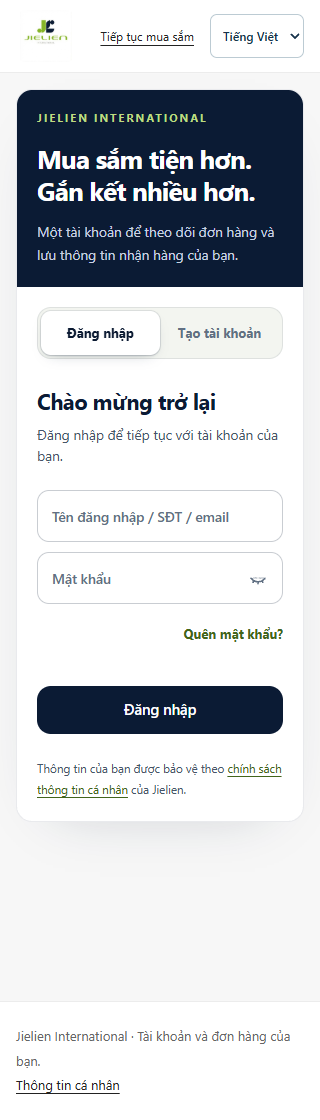 JIELIEN
Tiếp tục mua sắm
Tiếng Việt
JIELIEN INTERNATIONAL
Mua sắm tiện hơn.
Gắn kết nhiều hơn.
Một tài khoản để theo dõi đơn hàng và
lưu thông tin nhận hàng của bạn.
Đăng nhập
Tạo tài khoản
Chào mừng trở lại
Đăng nhập để tiếp tục với tài khoản của
bạn.
Tên đăng nhập / SĐT / email
Mật khẩu
Quên mật khẩu?
Đăng nhập
Thông tin của bạn được bảo vệ theo chính sách
thông tin cá nhân của Jielien.
Jielien International · Tài khoản và đơn hàng của
bạn.
Thông tin cá nhân